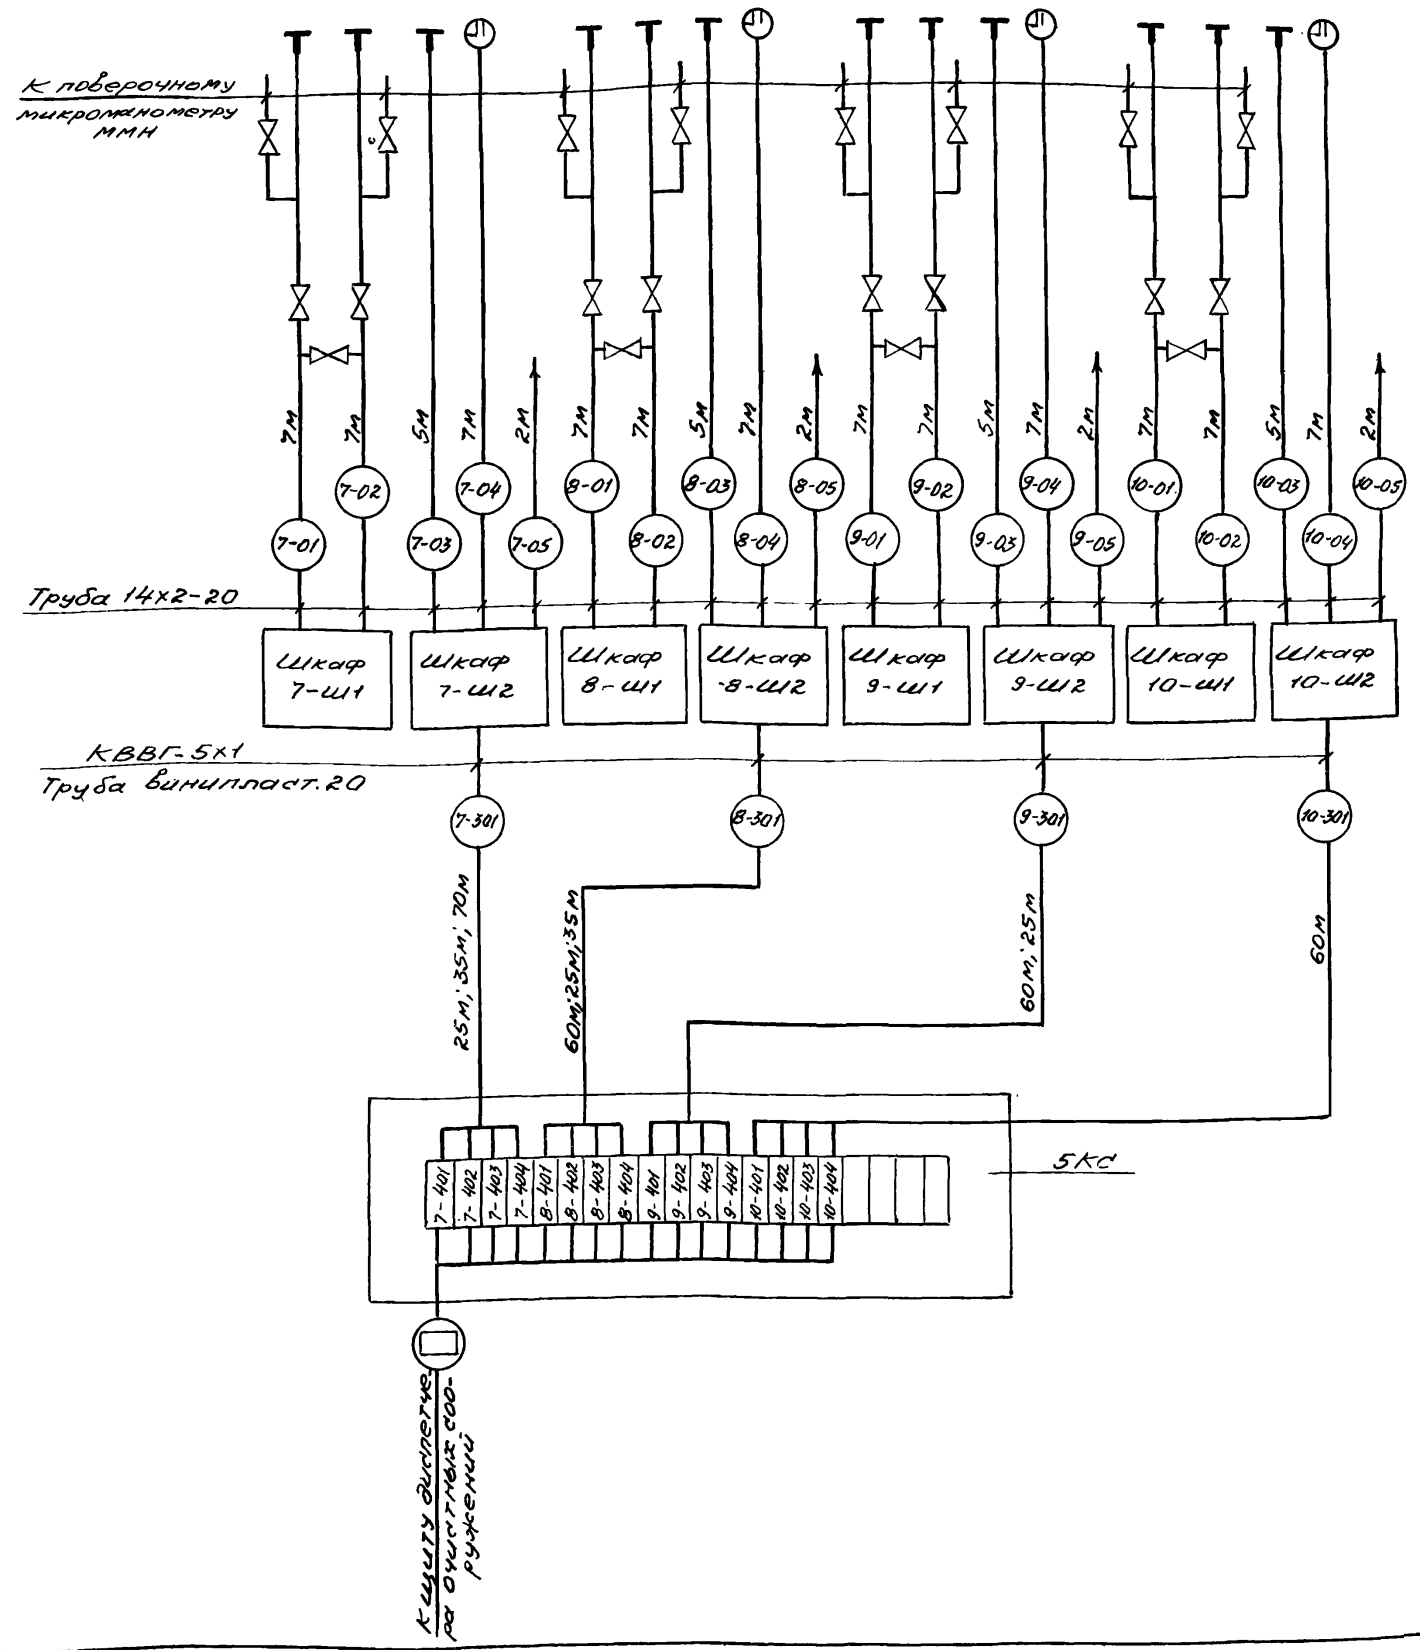 К поверочному
микроманометру
ММН
с
7м 7м 5м 7м 2м 7м 7м 5м 7м 2м 7м 7м 5м 7м 2м 7м 7м 5м 7м 2м
7-02 7-04 8-01 8-03 8-05 9-02 9-04 10-01 10-03 10-05
7-01 7-03 7-05 8-02 8-04 9-01 9-03 9-05 10-02 10-04
Труба 14х2-20
Шкаф
7-Ш1
Шкаф
7-Ш2
Шкаф
8-Ш1
Шкаф
8-Ш2
Шкаф
9-Ш1
Шкаф
9-Ш2
Шкаф
10-Ш1
Шкаф
10-Ш2
КВВГ-5х1
Труба винипласт.20
7-301 8-301 9-301 10-301
25м; 35м; 70м
60м; 25м; 35м
60м; 25м
60м
5КС
7-401 7-402 7-403 7-404 8-401 8-402 8-403 8-404 9-401 9-402 9-403 9-404 10-401 10-402 10-403 10-404
К щиту диспетче-
ра очистных соо-
ружений